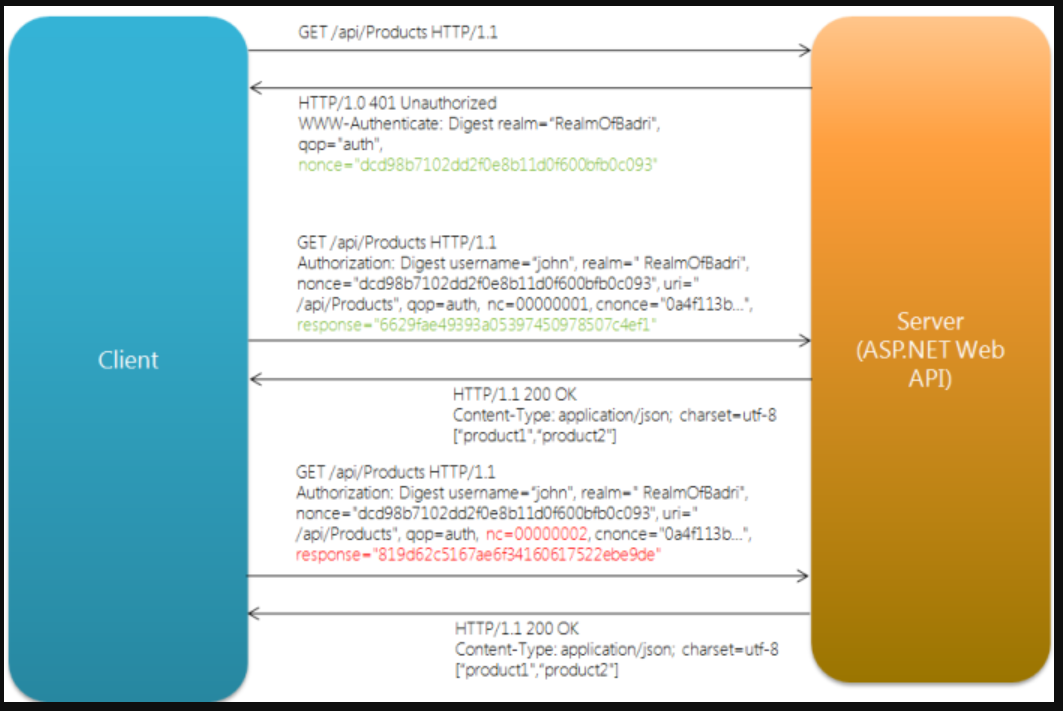 GET /api/Products HTTP/1.1
HTTP/1.0 401 Unauthorized
WWW-Authenticate: Digest realm="RealmOfBadri",
qop="auth",
nonce="dcd98b7102dd2f0e8b11d0f600bfb0c093"
GET /api/Products HTTP/1.1
Authorization: Digest username="john", realm=" RealmOfBadri",
nonce="dcd98b7102dd2f0e8b11d0f600bfb0c093", uri="
/api/Products", qop=auth, nc=00000001, cnonce="0a4f113b...",
response="6629fae49393a05397450978507c4ef1"
Client
Server
(ASP.NET Web
API)
HTTP/1.1 200 OK
Content-Type: application/json; charset=utf-8
["product1","product2"]
GET /api/Products HTTP/1.1
Authorization: Digest username="john", realm=" RealmOfBadri",
nonce="dcd98b7102dd2f0e8b11d0f600bfb0c093", uri="
/api/Products", qop=auth, nc=00000002, cnonce="0a4f113b...",
response="819d62c5167ae6f34160617522ebe9de"
HTTP/1.1 200 OK
Content-Type: application/json; charset=utf-8
["product1","product2"]